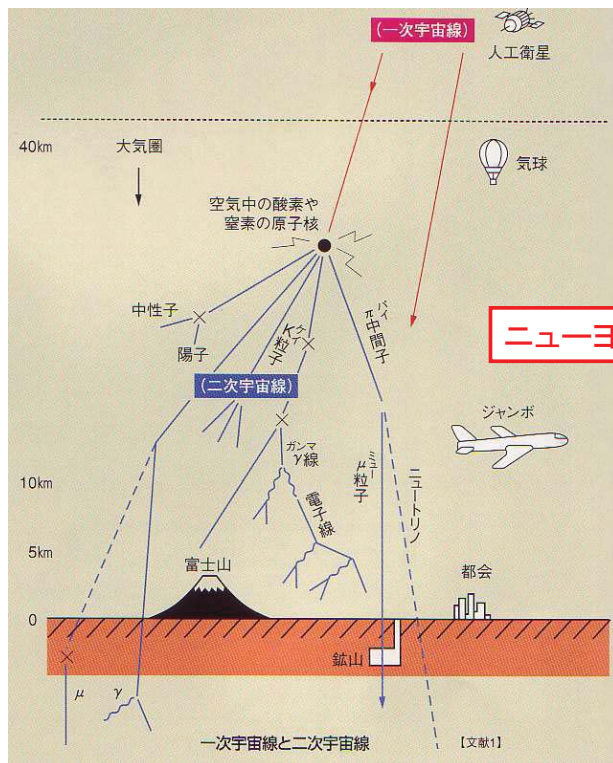 (一次宇宙線)
人工衛星
40km
大気圏
気球
空気中の酸素や
窒素の原子核
中性子
陽子
ケイ
K粒子
パイ
π中間子
ニューヨ
(二次宇宙線)
ジャンボ
ガンマ
γ線
ミュー
μ粒子
ニュートリノ
10km
電子線
5km
富士山
都会
0
鉱山
μ
γ
一次宇宙線と二次宇宙線
【文献1】